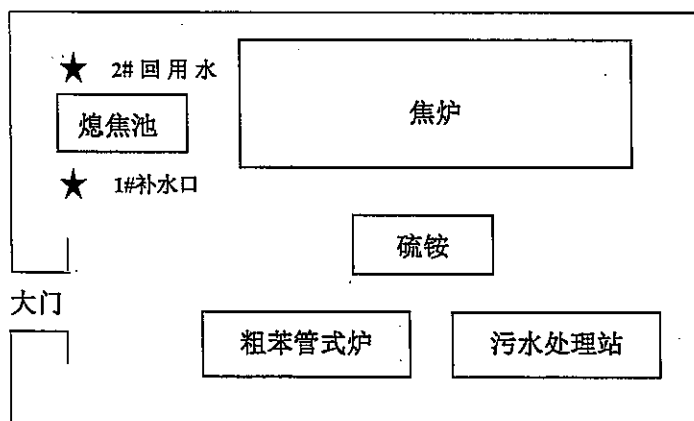 2# 回 用 水
熄焦池
焦炉
1#补水口
硫铵
大门
粗苯管式炉
污水处理站